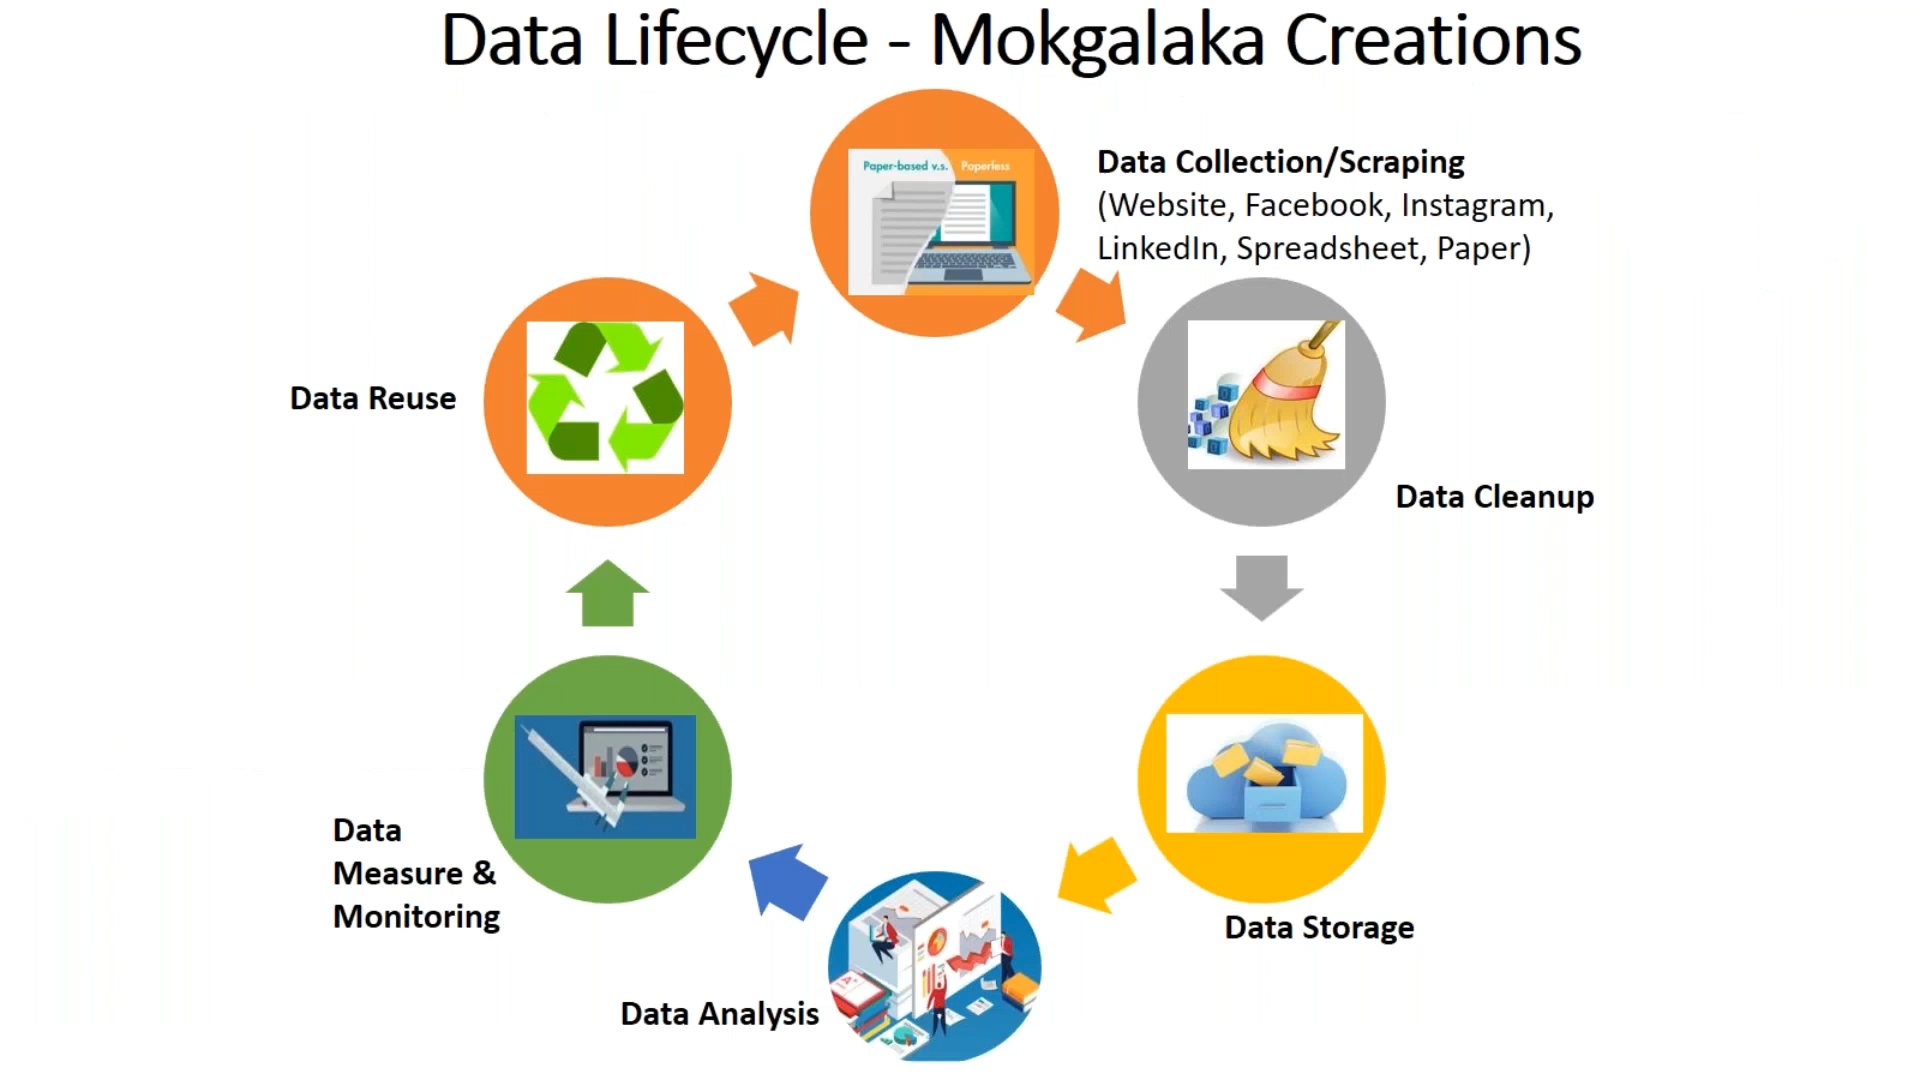 Data Lifecycle - Mokgalaka Creations
Paper-based v.s. Paperless
Data Collection/Scraping
(Website, Facebook, Instagram,
LinkedIn, Spreadsheet, Paper)
Data Reuse
Data Cleanup
Data
Measure &
Monitoring
Data Storage
Data Analysis